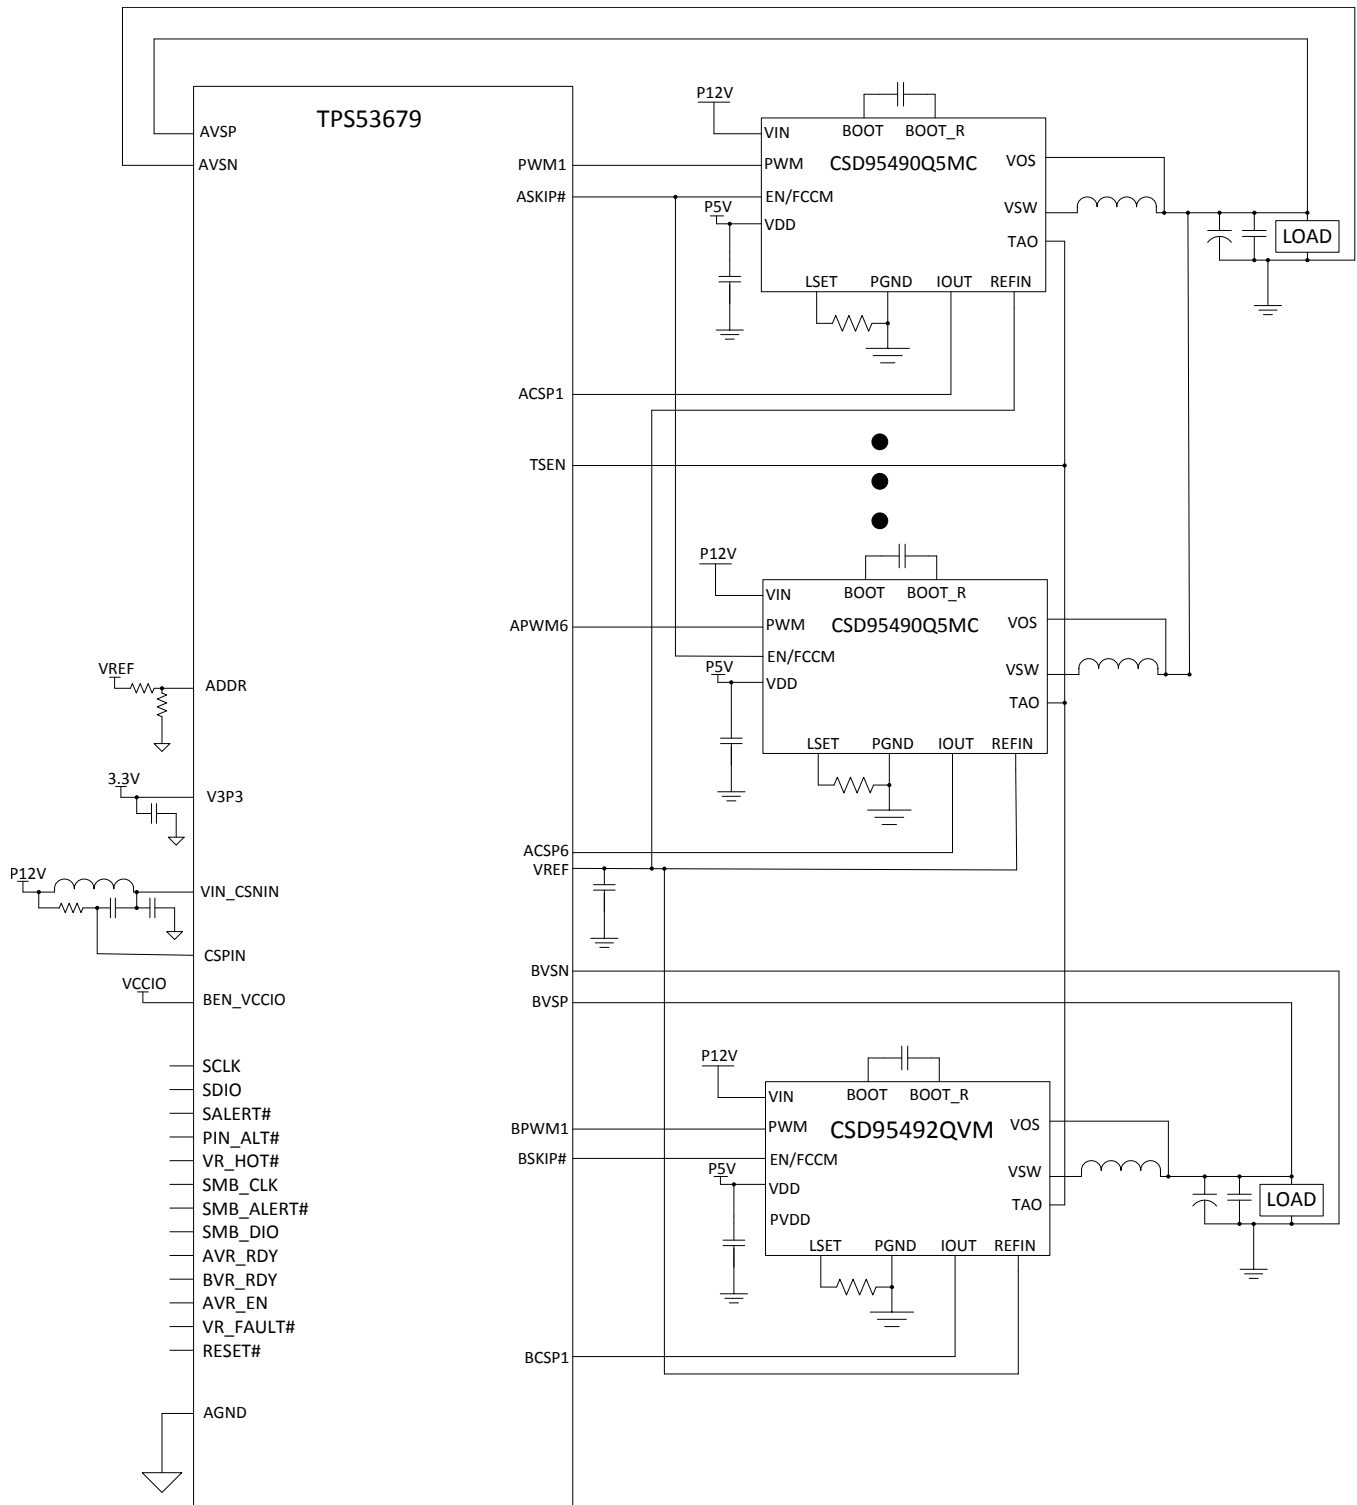 TPS53679
AVSP
AVSN
PWM1
ASKIP#
ACSP1
TSEN
APWM6
ADDR
VREF
V3P3
3.3V
ACSP6
VREF
P12V
VIN_CSNIN
CSPIN
VCCIO
BEN_VCCIO
BVSN
BVSP
SCLK
SDIO
SALERT#
PIN_ALT#
VR_HOT#
SMB_CLK
SMB_ALERT#
SMB_DIO
AVR_RDY
BVR_RDY
AVR_EN
VR_FAULT#
RESET#
AGND
BPWM1
BSKIP#
BCSP1
P12V
VIN
BOOT
BOOT_R
CSD95490Q5MC
PWM
EN/FCCM
P5V
VDD
VOS
VSW
TAO
LSET
PGND
IOUT
REFIN
LOAD
P12V
VIN
BOOT
BOOT_R
CSD95490Q5MC
PWM
EN/FCCM
P5V
VDD
VOS
VSW
TAO
LSET
PGND
IOUT
REFIN
P12V
VIN
BOOT
BOOT_R
CSD95492QVM
PWM
EN/FCCM
P5V
VDD
PVDD
VOS
VSW
TAO
LSET
PGND
IOUT
REFIN
LOAD